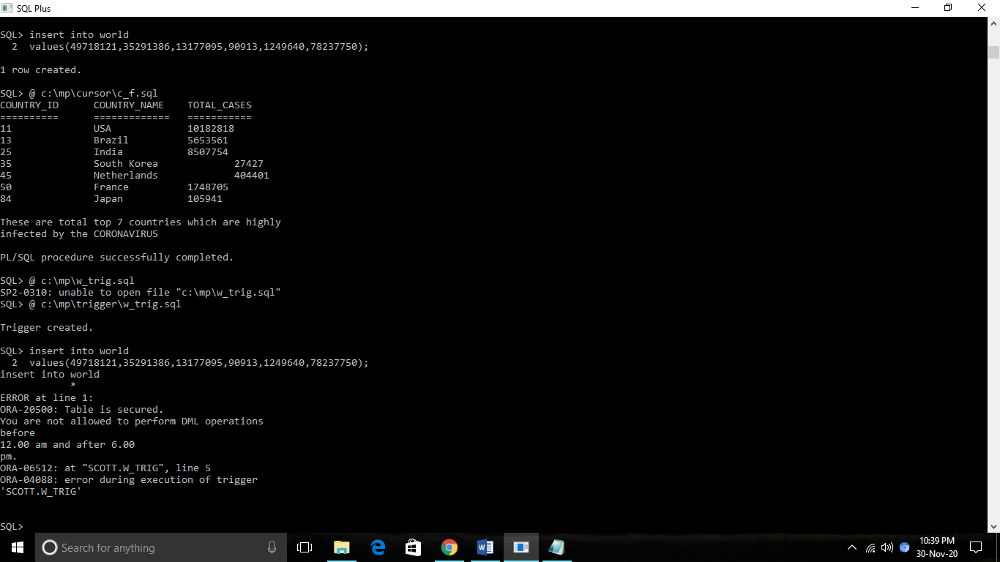 SQL Plus
SQL> insert into world
2 values(49718121,35291386,13177095,90913,1249640,78237750);
1 row created.
SQL> @ c:\mp\cursor\c_f.sql
COUNTRY_ID COUNTRY_NAME TOTAL_CASES
========== ============= ===========
11 USA 10182818
13 Brazil 5653561
25 India 8507754
35 South Korea 27427
45 Netherlands 404401
50 France 1748705
84 Japan 105941
These are total top 7 countries which are highly
infected by the CORONAVIRUS
PL/SQL procedure successfully completed.
SQL> @ c:\mp\w_trig.sql
SP2-0310: unable to open file "c:\mp\w_trig.sql"
SQL> @ c:\mp\trigger\w_trig.sql
Trigger created.
SQL> insert into world
2 values(49718121,35291386,13177095,90913,1249640,78237750);
insert into world
*
ERROR at line 1:
ORA-20500: Table is secured.
You are not allowed to perform DML operations
before
12.00 am and after 6.00
pm.
ORA-06512: at "SCOTT.W_TRIG", line 5
ORA-04088: error during execution of trigger
'SCOTT.W_TRIG'
SQL>
Search for anything
10:39 PM
30-Nov-20